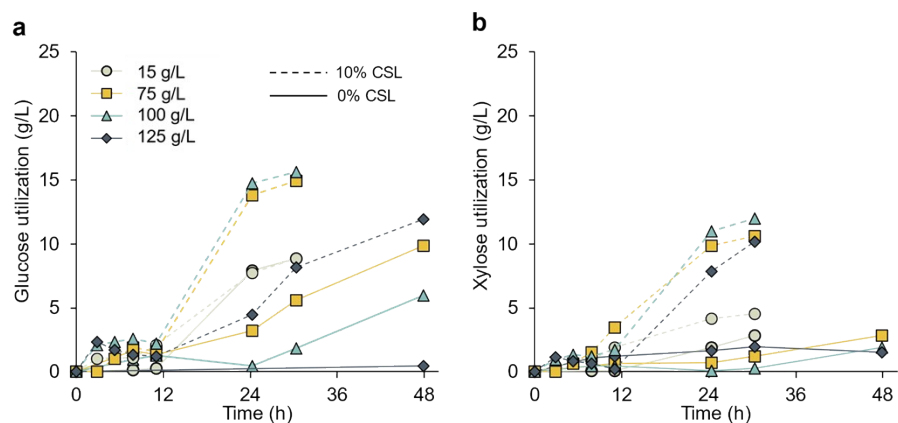 a
25
20
15
10
5
0
Glucose utilization (g/L)
15 g/L
75 g/L
100 g/L
125 g/L
10% CSL
0% CSL
0 12 24 36 48
Time (h)
b
25
20
15
10
5
0
Xylose utilization (g/L)
0 12 24 36 48
Time (h)